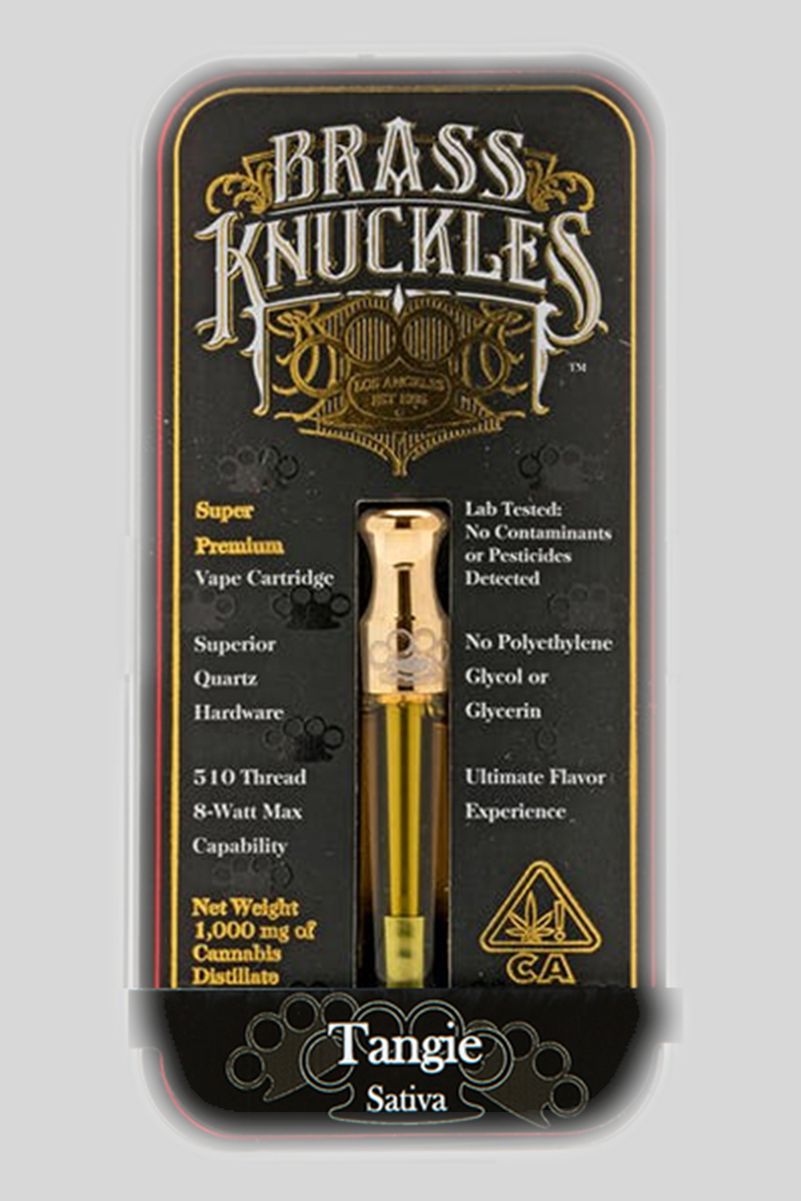 BRASS
KNUCKLES
LOS ANGELES
TM
Super
Premium
Vape Cartridge
Superior
Quartz
Hardware
510 Thread
8-Watt Max
Capability
Net Weight
1,000 mg of
Cannabis
Distillate
Lab Tested:
No Contaminants
or Pesticides
Detected
No Polyethylene
Glycol or
Glycerin
Ultimate Flavor
Experience
!
CA
Tangie
Sativa